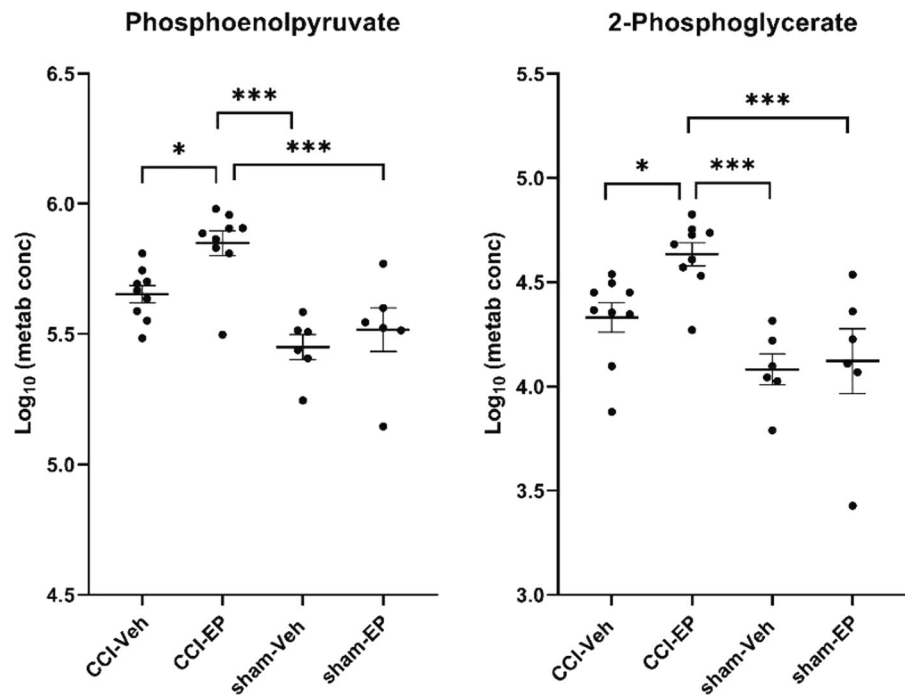 Phosphoenolpyruvate
Log10 (metab conc)
6.5
6.0
5.5
5.0
4.5
*
***
***
CCI-Veh
CCI-EP
sham-Veh
sham-EP
2-Phosphoglycerate
Log10 (metab conc)
5.5
5.0
4.5
4.0
3.5
3.0
*
***
***
CCI-Veh
CCI-EP
sham-Veh
sham-EP